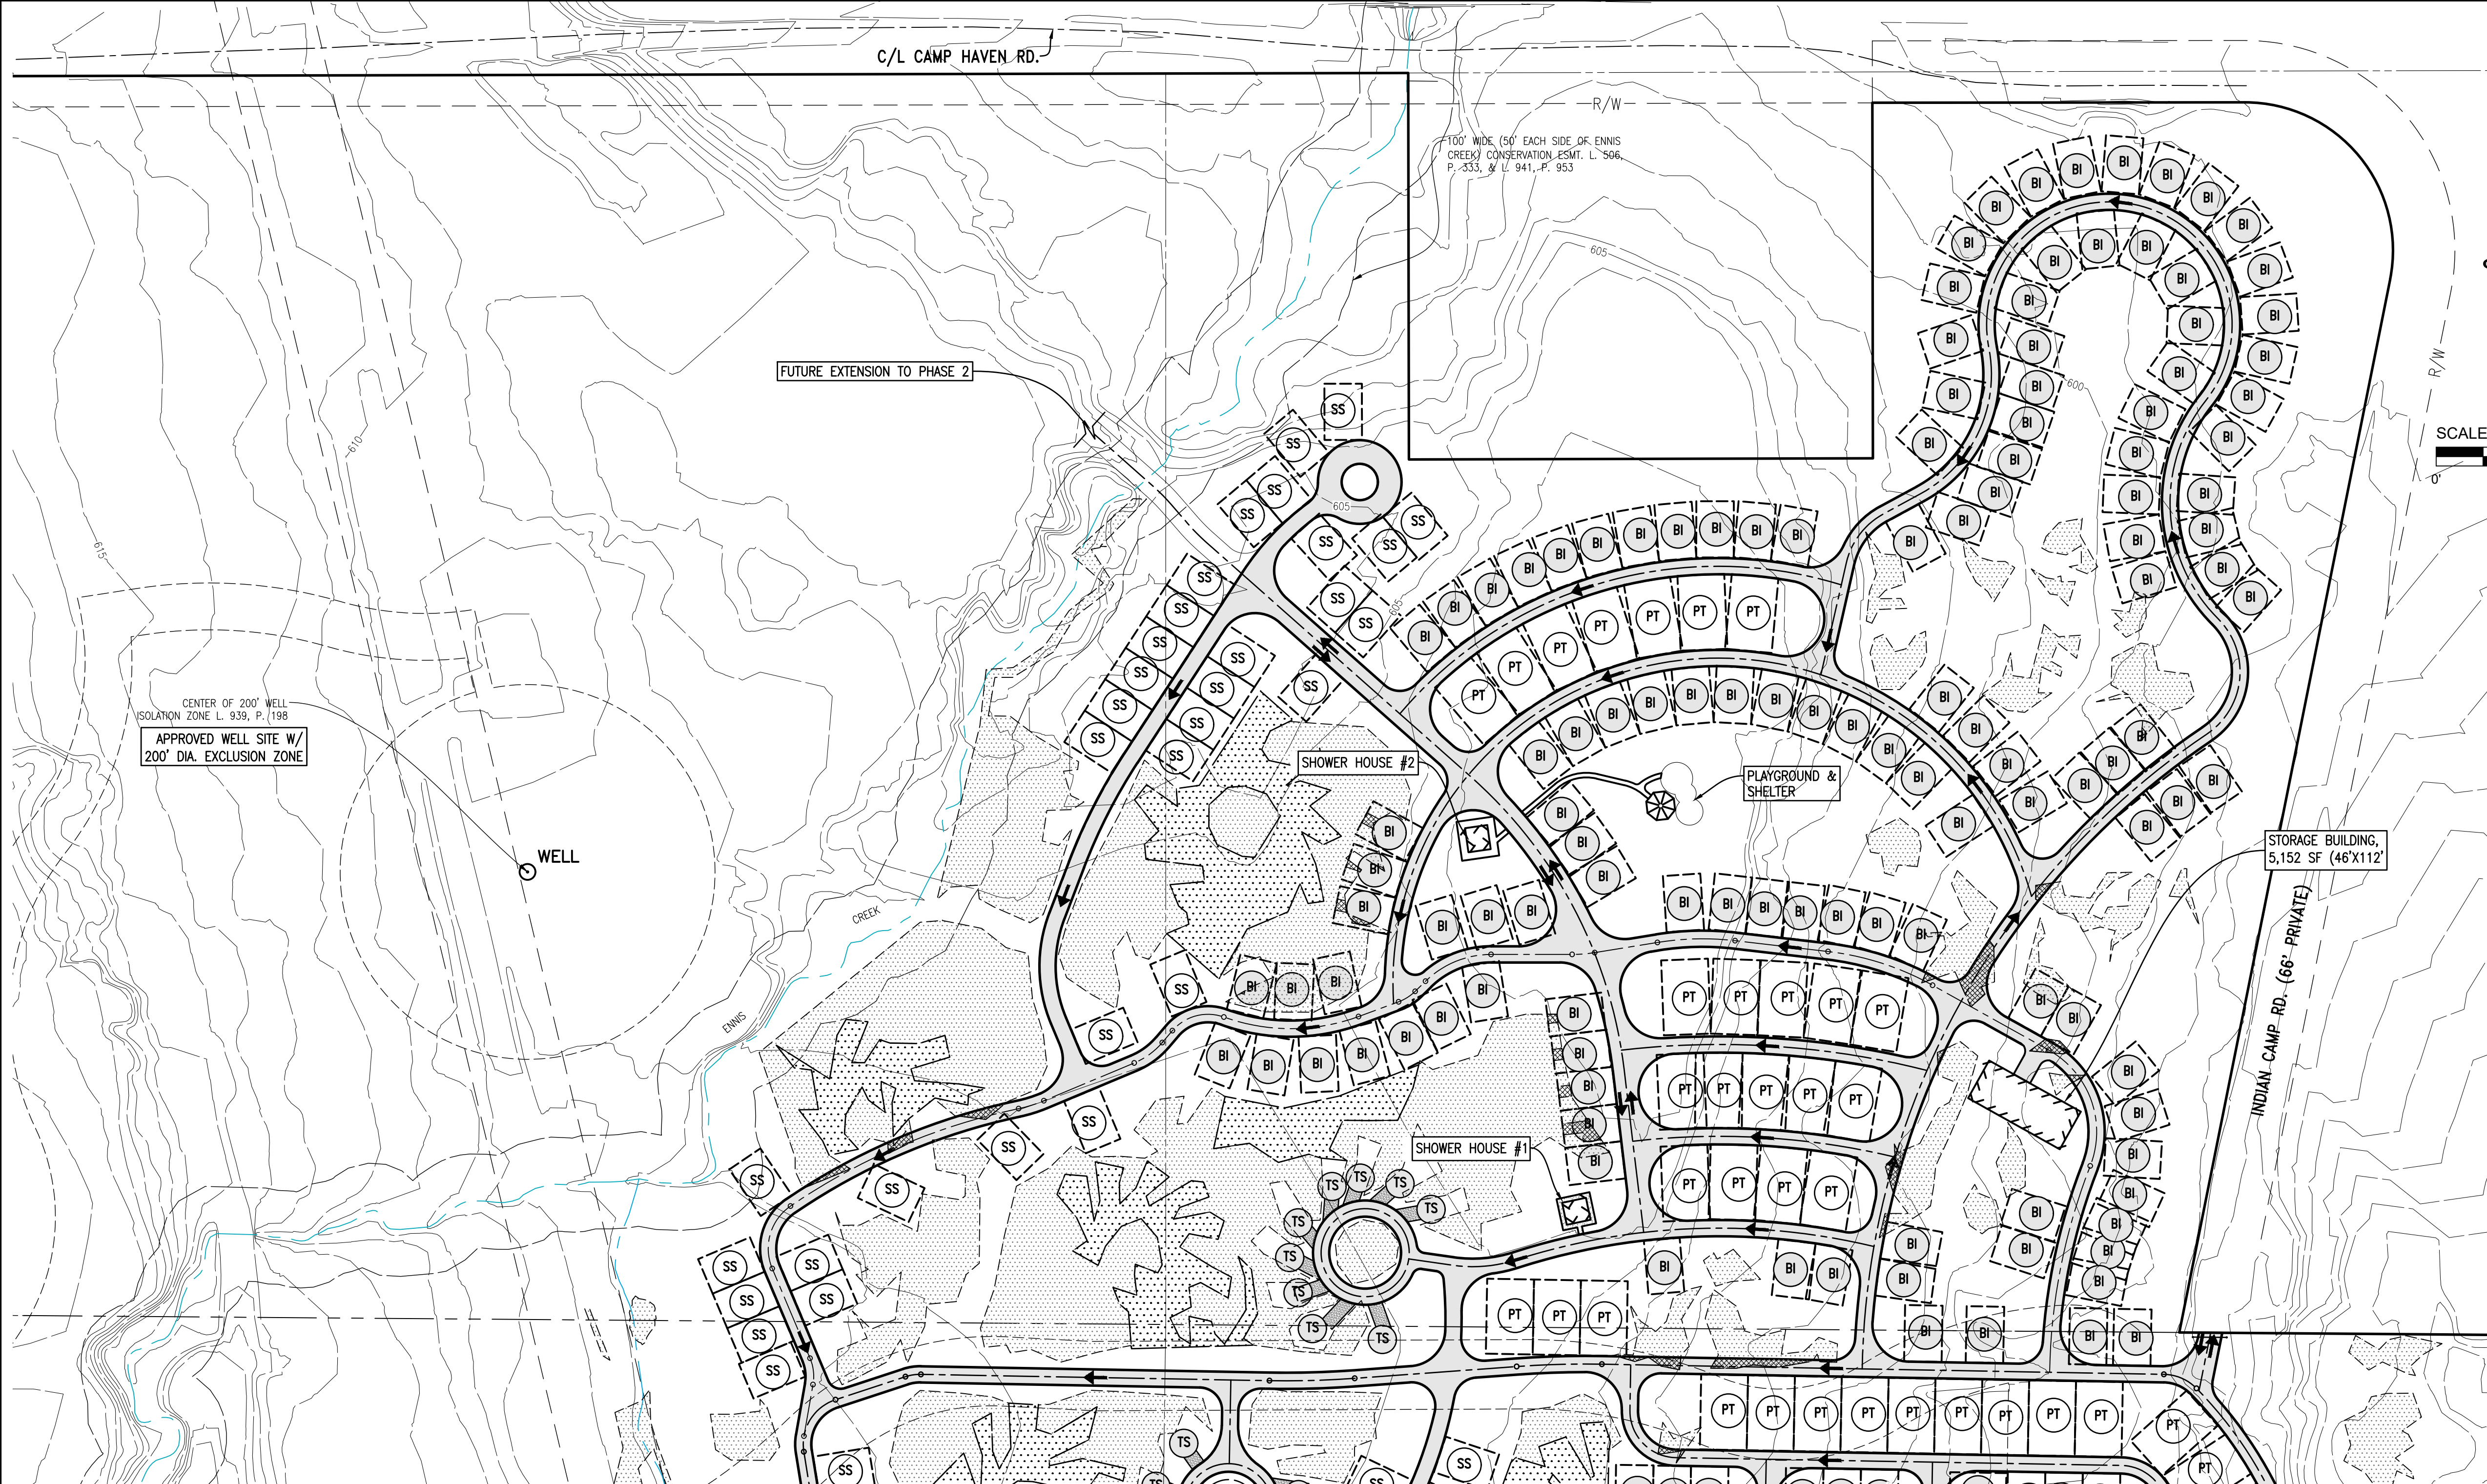 C/L CAMP HAVEN RD.
R/W
100' WIDE (50' EACH SIDE OF ENNIS
CREEK) CONSERVATION ESMT. L. 506,
P. 333, & L. 941, P. 953
605
R/W
600
SCALE
0'
FUTURE EXTENSION TO PHASE 2
610
615
605
605
CENTER OF 200' WELL
ISOLATION ZONE L. 939, P. 198
APPROVED WELL SITE W/
200' DIA. EXCLUSION ZONE
WELL
CREEK
ENNIS
SHOWER HOUSE #2
PLAYGROUND &
SHELTER
STORAGE BUILDING,
5,152 SF (46'X112'
INDIAN CAMP RD. (66' PRIVATE)
SHOWER HOUSE #1
SS
BI
PT
TS